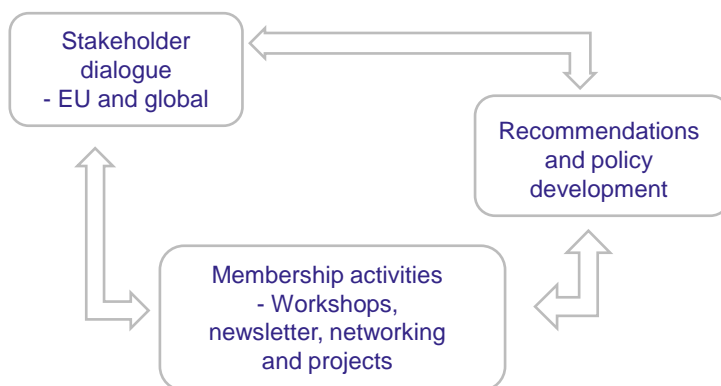 Stakeholder
dialogue
- EU and global
Recommendations
and policy
development
Membership activities
- Workshops,
newsletter, networking
and projects